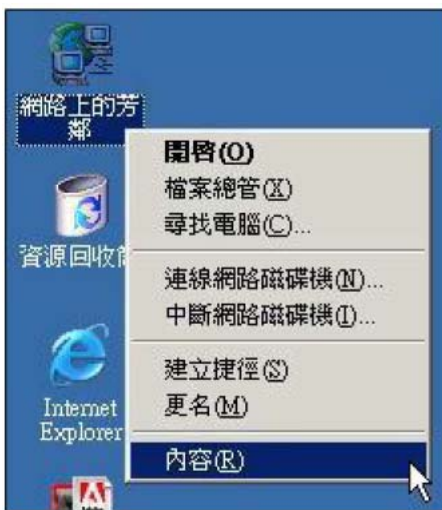 網路上的芳
鄰
資源回收
Internet
Explorer
開啓(O)
檔案總管(X)
尋找電腦(C)...
連線網路磁碟機(N)...
中斷網路磁碟機(I)...
建立捷徑(S)
更名(M)
內容(R)